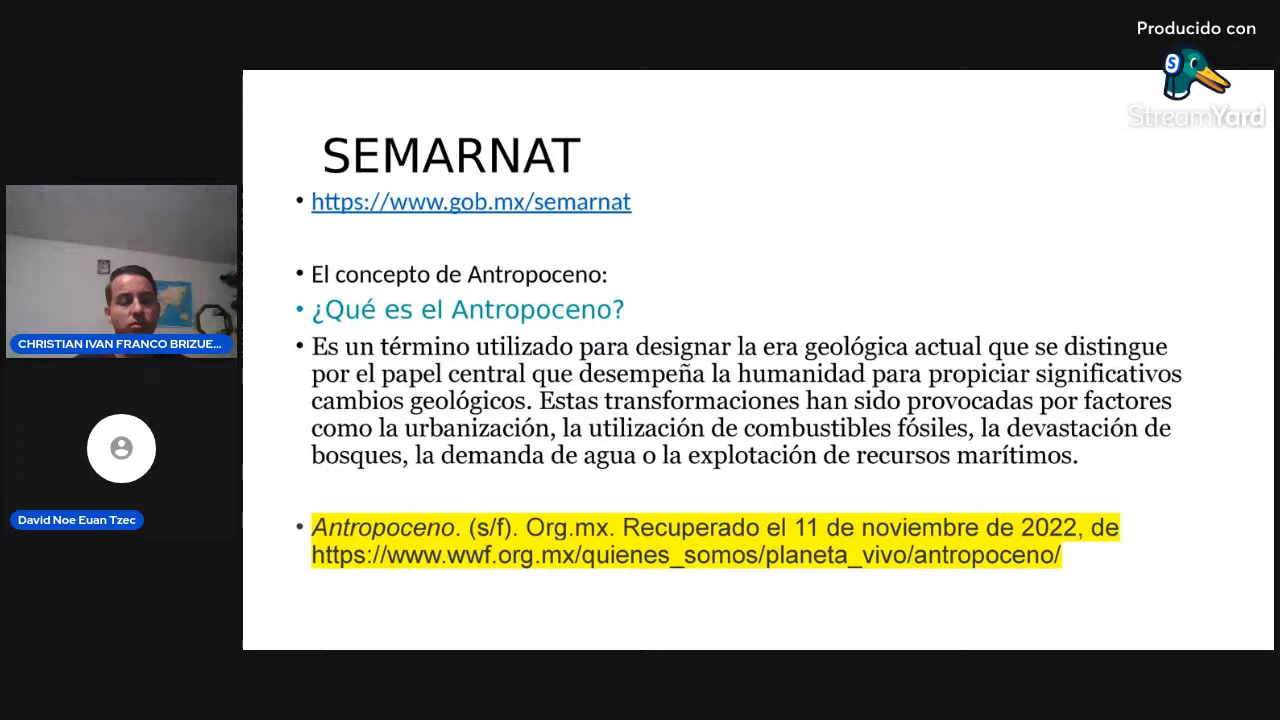 Producido con
StreamYard
SEMARNAT
• https://www.gob.mx/semarnat
• El concepto de Antropoceno:
• ¿Qué es el Antropoceno?
• Es un término utilizado para designar la era geológica actual que se distingue
por el papel central que desempeña la humanidad para propiciar significativos
cambios geológicos. Estas transformaciones han sido provocadas por factores
como la urbanización, la utilización de combustibles fósiles, la devastación de
bosques, la demanda de agua o la explotación de recursos marítimos.
• Antropoceno. (s/f). Org.mx. Recuperado el 11 de noviembre de 2022, de
https://www.wwf.org.mx/quienes_somos/planeta_vivo/antropoceno/
CHRISTIAN IVAN FRANCO BRIZUE...
David Noe Euan Tzec